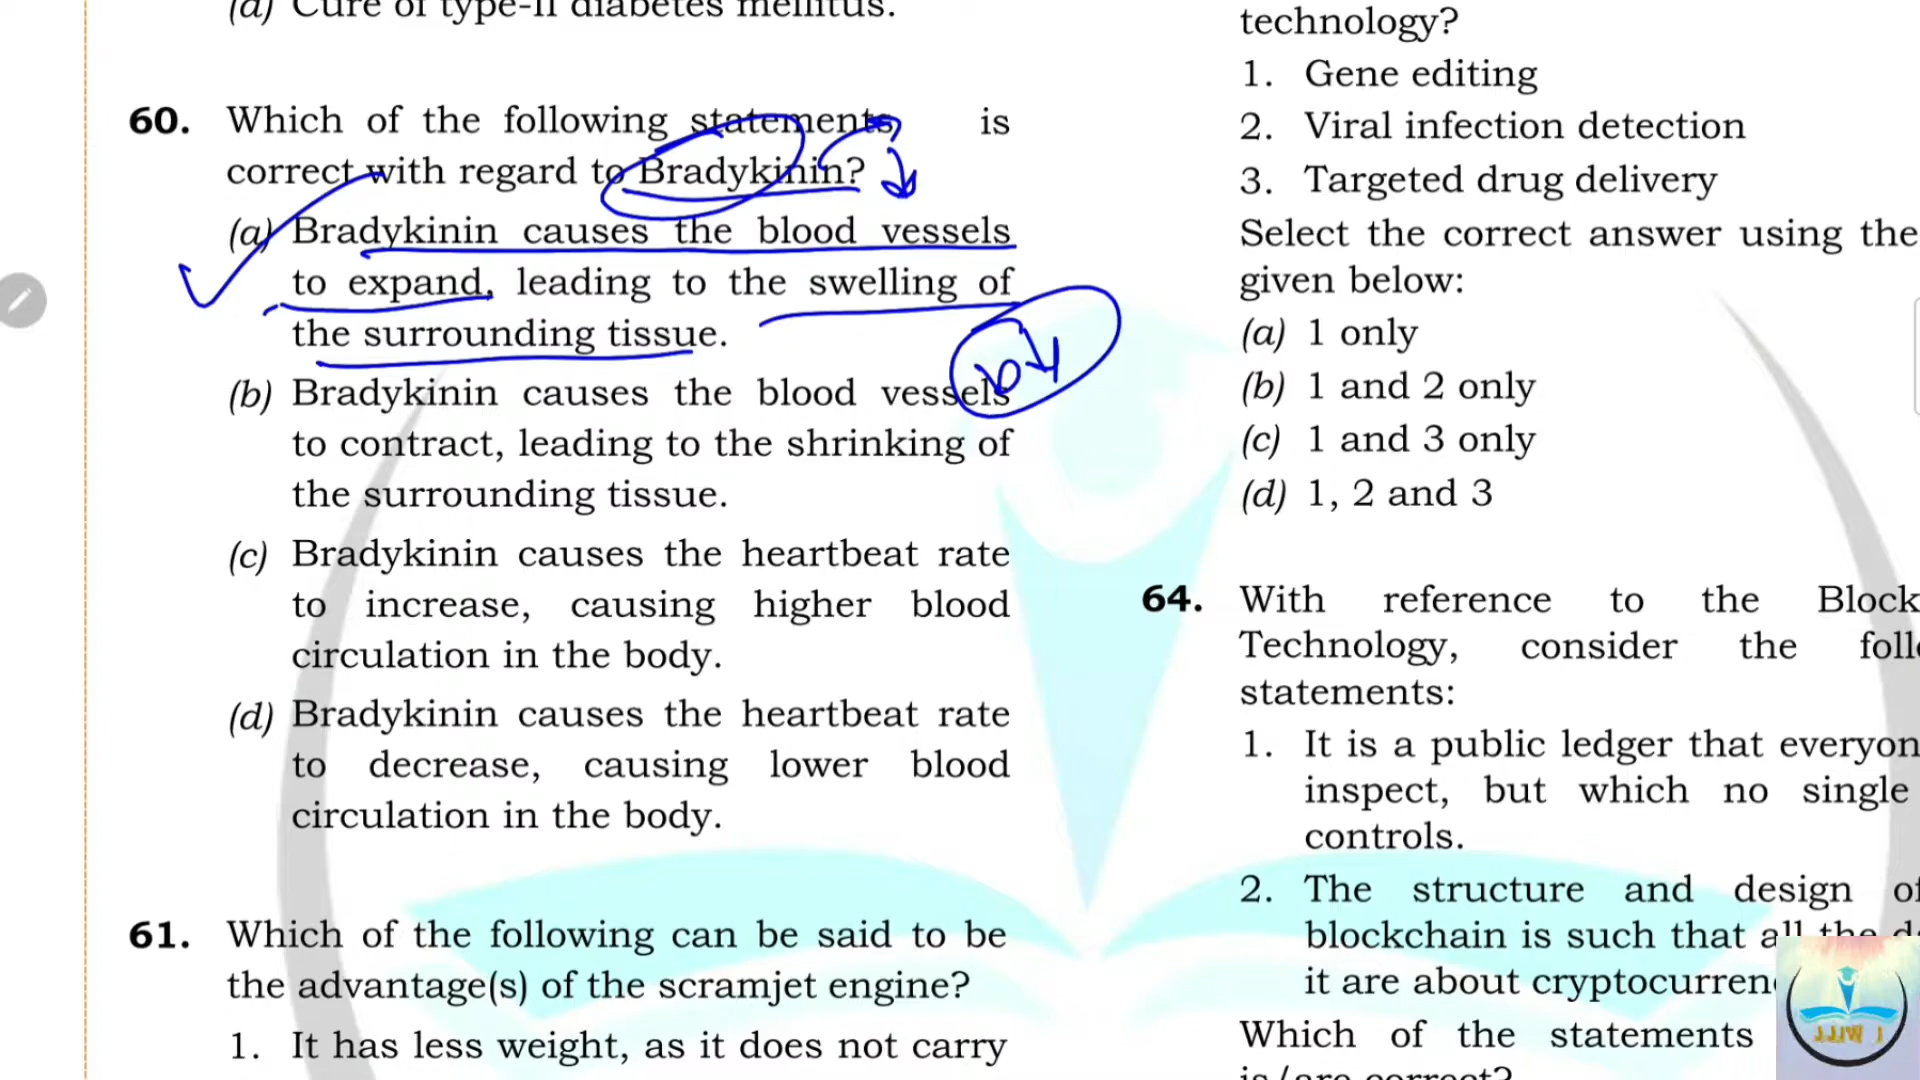 (d) Cure of type-II diabetes mellitus.
60. Which of the following statements is
correct with regard to Bradykinin?
(a) Bradykinin causes the blood vessels
to expand, leading to the swelling of
the surrounding tissue.
(b) Bradykinin causes the blood vessels
to contract, leading to the shrinking of
the surrounding tissue.
(c) Bradykinin causes the heartbeat rate
to increase, causing higher blood
circulation in the body.
(d) Bradykinin causes the heartbeat rate
to decrease, causing lower blood
circulation in the body.
61. Which of the following can be said to be
the advantage(s) of the scramjet engine?
1. It has less weight, as it does not carry
technology?
1. Gene editing
2. Viral infection detection
3. Targeted drug delivery
Select the correct answer using the
given below:
(a) 1 only
(b) 1 and 2 only
(c) 1 and 3 only
(d) 1, 2 and 3
64. With reference to the Block
Technology, consider the foll
statements:
1. It is a public ledger that everyon
inspect, but which no single
controls.
2. The structure and design of
blockchain is such that all the d
it are about cryptocurren
Which of the statements
is/are correct?